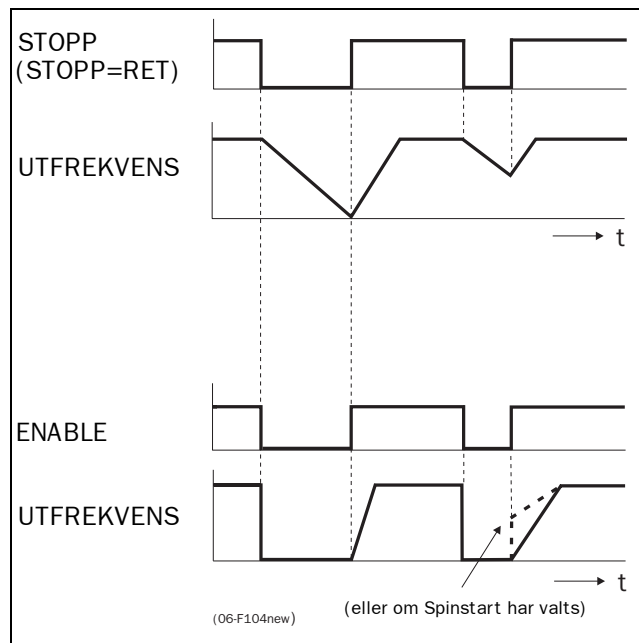 STOPP
(STOPP=RET)
UTFREKVENS
t
ENABLE
UTFREKVENS
t
(06-F104new)
(eller om Spinstart har valts)